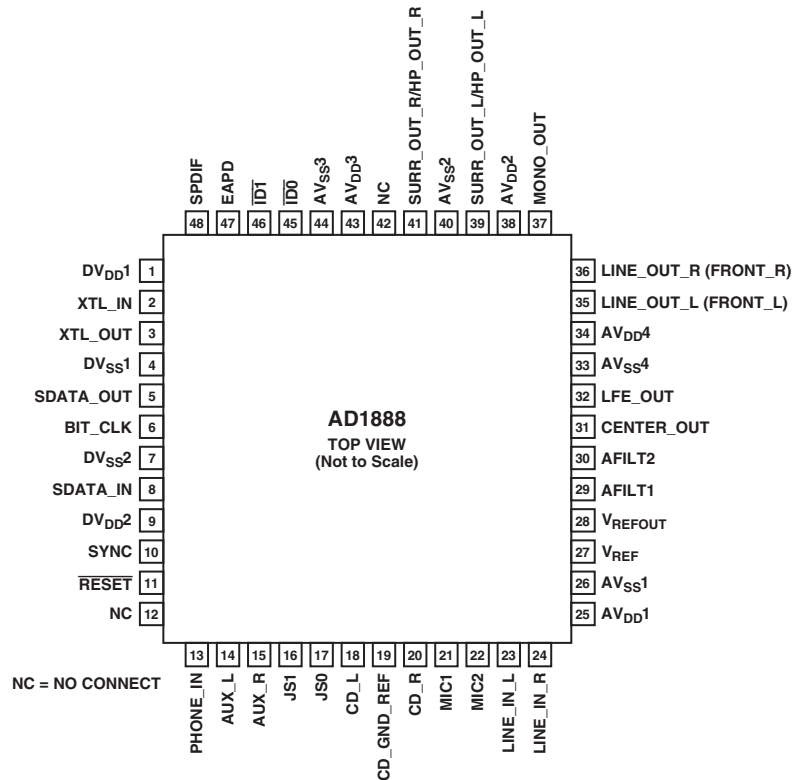 SPDIF
EAPD
ID1
ID0
AVSS3
AVDD3
NC
SURR_OUT_R/HP_OUT_R
AVSS2
SURR_OUT_L/HP_OUT_L
AVDD2
MONO_OUT
48 47 46 45 44 43 42 41 40 39 38 37
DVDD1 1
XTL_IN 2
XTL_OUT 3
DVSS1 4
SDATA_OUT 5
BIT_CLK 6
DVSS2 7
SDATA_IN 8
DVDD2 9
SYNC 10
RESET 11
NC 12
AD1888
TOP VIEW
(Not to Scale)
36 LINE_OUT_R (FRONT_R)
35 LINE_OUT_L (FRONT_L)
34 AVDD4
33 AVSS4
32 LFE_OUT
31 CENTER_OUT
30 AFILT2
29 AFILT1
28 VREFOUT
27 VREF
26 AVSS1
25 AVDD1
13 14 15 16 17 18 19 20 21 22 23 24
PHONE_IN
AUX_L
AUX_R
JS1
JS0
CD_L
CD_GND_REF
CD_R
MIC1
MIC2
LINE_IN_L
LINE_IN_R
NC = NO CONNECT